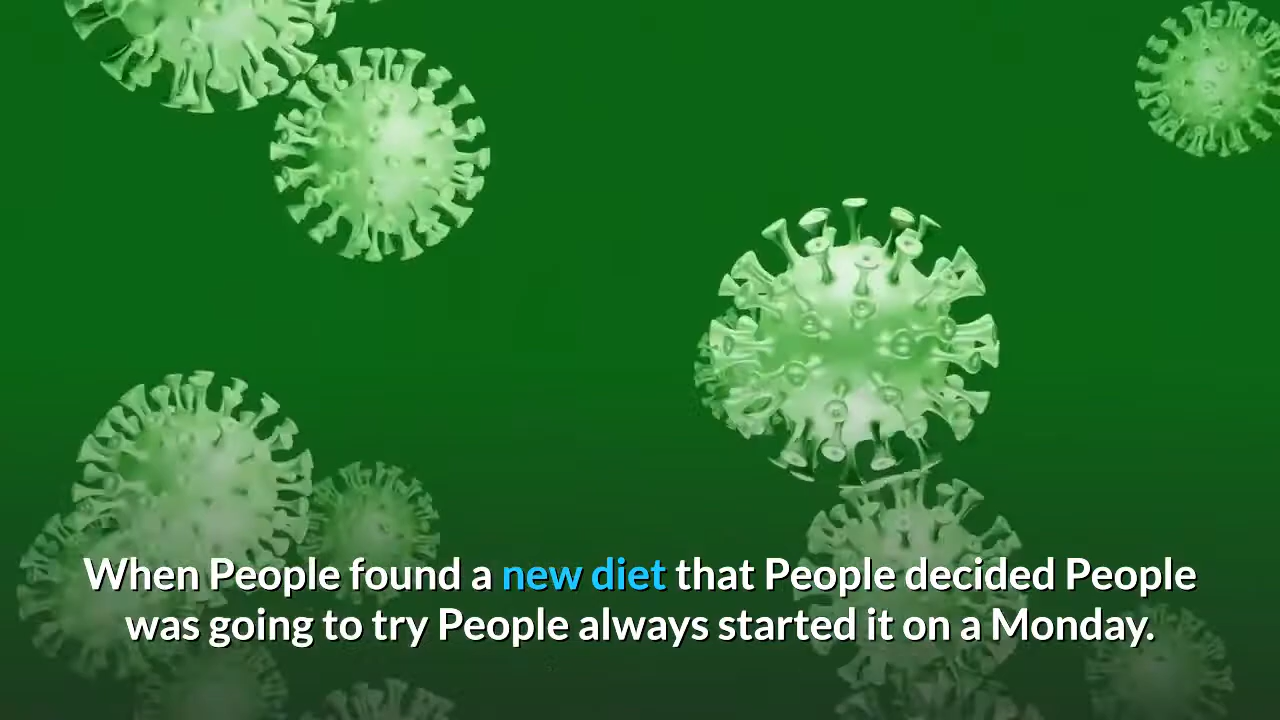 When People found a new diet that People decided People
was going to try People always started it on a Monday.